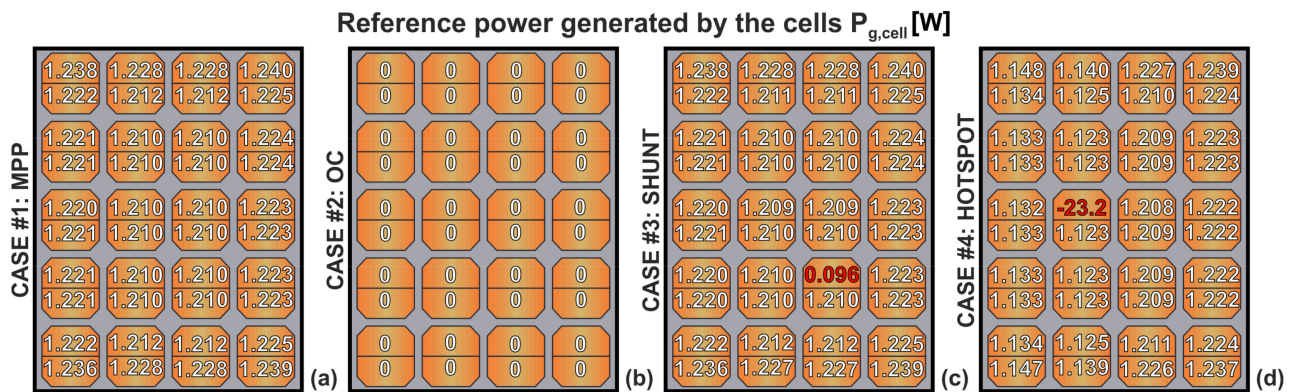 Reference power generated by the cells P_g,cell [W]
CASE #1: MPP
1.238 1.228 1.228 1.240
1.222 1.212 1.212 1.225
1.221 1.210 1.210 1.224
1.221 1.210 1.210 1.224
1.220 1.210 1.210 1.223
1.221 1.210 1.210 1.223
1.221 1.210 1.210 1.223
1.221 1.210 1.210 1.223
1.222 1.212 1.212 1.225
1.236 1.228 1.228 1.239
(a)
CASE #2: OC
0 0 0 0
0 0 0 0
0 0 0 0
0 0 0 0
0 0 0 0
0 0 0 0
0 0 0 0
0 0 0 0
0 0 0 0
0 0 0 0
(b)
CASE #3: SHUNT
1.238 1.228 1.228 1.240
1.222 1.211 1.211 1.225
1.221 1.210 1.210 1.224
1.221 1.210 1.210 1.224
1.220 1.209 1.209 1.223
1.221 1.210 1.210 1.223
1.220 1.210 0.096 1.223
1.220 1.210 1.210 1.223
1.222 1.212 1.212 1.225
1.236 1.227 1.227 1.239
(c)
CASE #4: HOTSPOT
1.148 1.140 1.227 1.239
1.134 1.125 1.210 1.224
1.133 1.123 1.209 1.223
1.133 1.123 1.209 1.223
1.132 -23.2 1.208 1.222
1.133 1.123 1.209 1.222
1.133 1.123 1.209 1.222
1.133 1.123 1.209 1.222
1.134 1.125 1.211 1.224
1.147 1.139 1.226 1.237
(d)